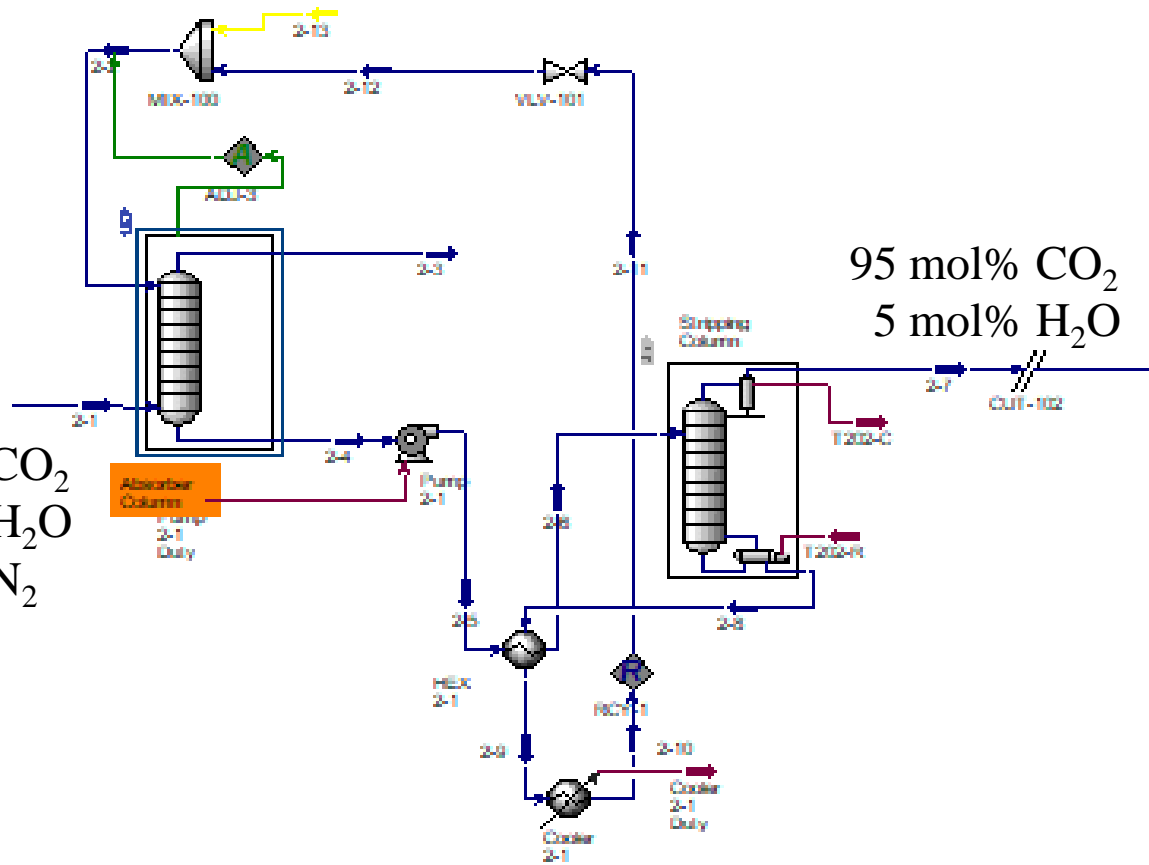 2-13
2-2
MIX-100
2-12
VLV-101
A
ADJ-3
2-3
2-11
95 mol% CO₂
5 mol% H₂O
Stripping
Column
2-7
CUT-102
T202-C
2-1
2-4
CO₂
H₂O
N₂
Absorber
Column
Pump
2-1
Duty
Pump
2-1
2-6
T202-R
2-5
2-8
HEX
2-1
R
RCY-1
2-9
2-10
Cooler
2-1
Duty
Cooler
2-1